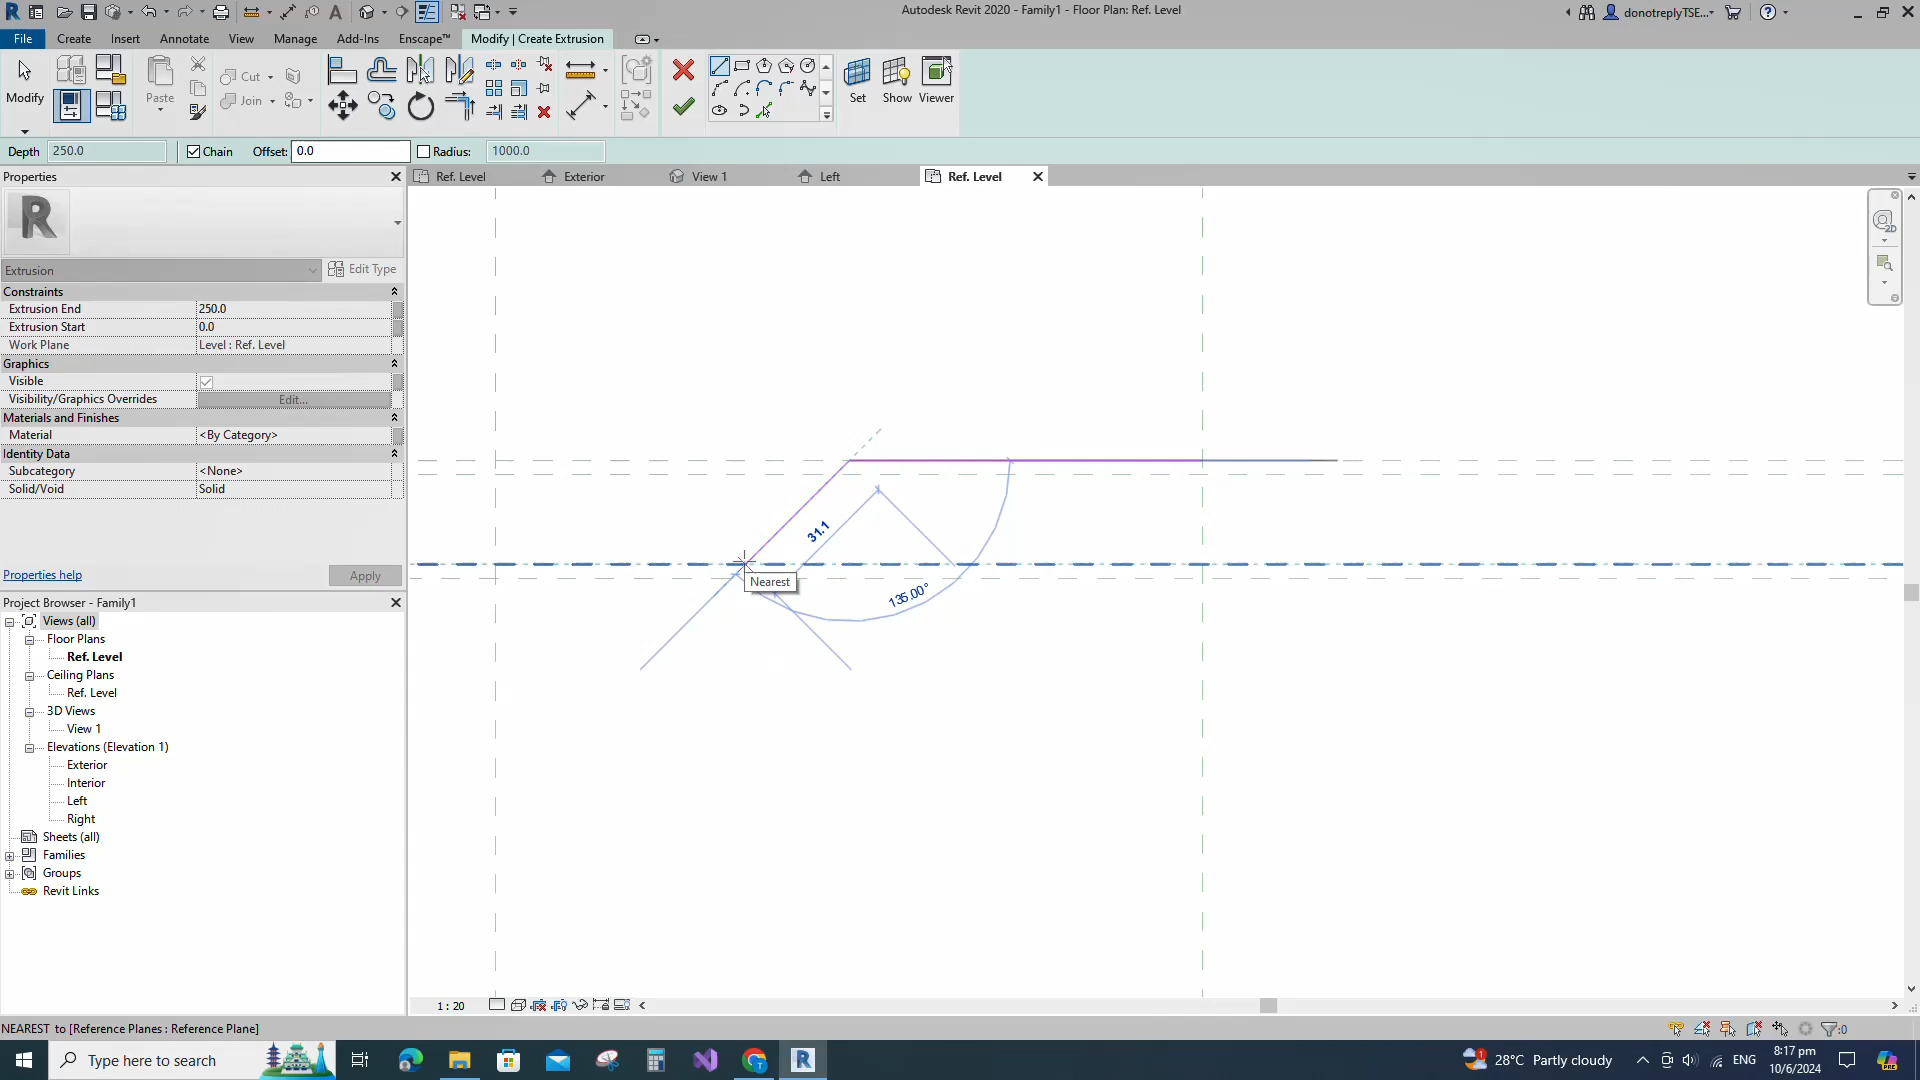 Autodesk Revit 2020 - Family1 - Floor Plan: Ref. Level
donotreplyTSE...
File
Create
Insert
Annotate
View
Manage
Add-Ins
Enscape™
Modify | Create Extrusion
Modify
Paste
Cut
Join
Set
Show
Viewer
Depth
250.0
Chain
Offset:
0.0
Radius:
1000.0
Properties
Ref. Level
Exterior
View 1
Left
Ref. Level
Extrusion
Edit Type
Constraints
Extrusion End
250.0
Extrusion Start
0.0
Work Plane
Level : Ref. Level
Graphics
Visible
Visibility/Graphics Overrides
Edit...
Materials and Finishes
Material
<By Category>
Identity Data
Subcategory
<None>
Solid/Void
Solid
Properties help
Apply
31.1
Nearest
135.00°
Project Browser - Family1
Views (all)
Floor Plans
Ref. Level
Ceiling Plans
Ref. Level
3D Views
View 1
Elevations (Elevation 1)
Exterior
Interior
Left
Right
Sheets (all)
Families
Groups
Revit Links
1 : 20
NEAREST to [Reference Planes : Reference Plane]
:0
Type here to search
28°C Partly cloudy
ENG
8:17 pm
10/6/2024